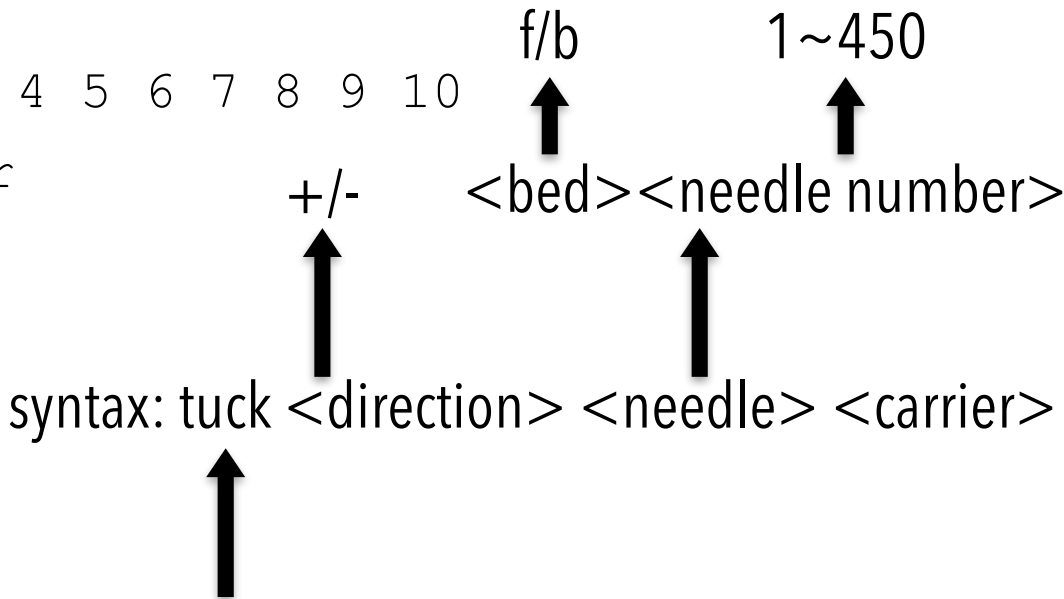 f/b 1~450
4 5 6 7 8 9 10
+/- <bed><needle number>
syntax: tuck <direction> <needle> <carrier>